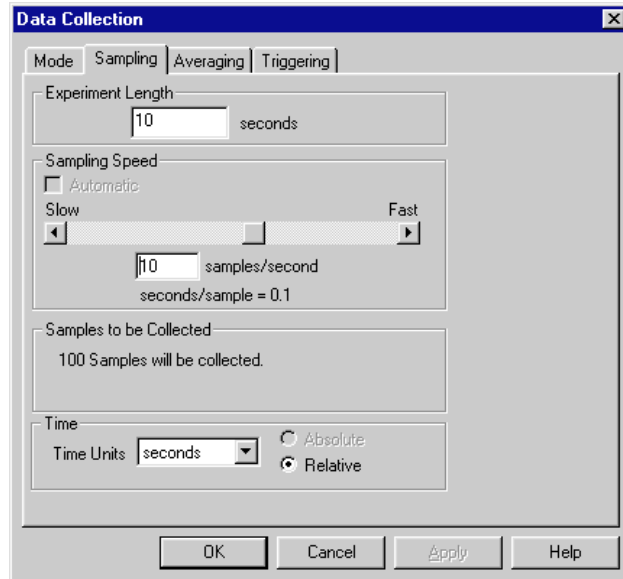 Data Collection
Mode Sampling Averaging Triggering
Experiment Length
10 seconds
Sampling Speed
Automatic
Slow Fast
10 samples/second
seconds/sample = 0.1
Samples to be Collected
100 Samples will be collected.
Time
Time Units seconds
Absolute
Relative
OK Cancel Apply Help